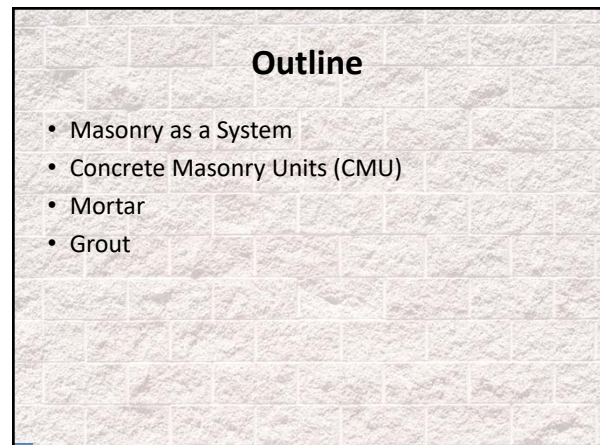 Outline
• Masonry as a System
• Concrete Masonry Units (CMU)
• Mortar
• Grout